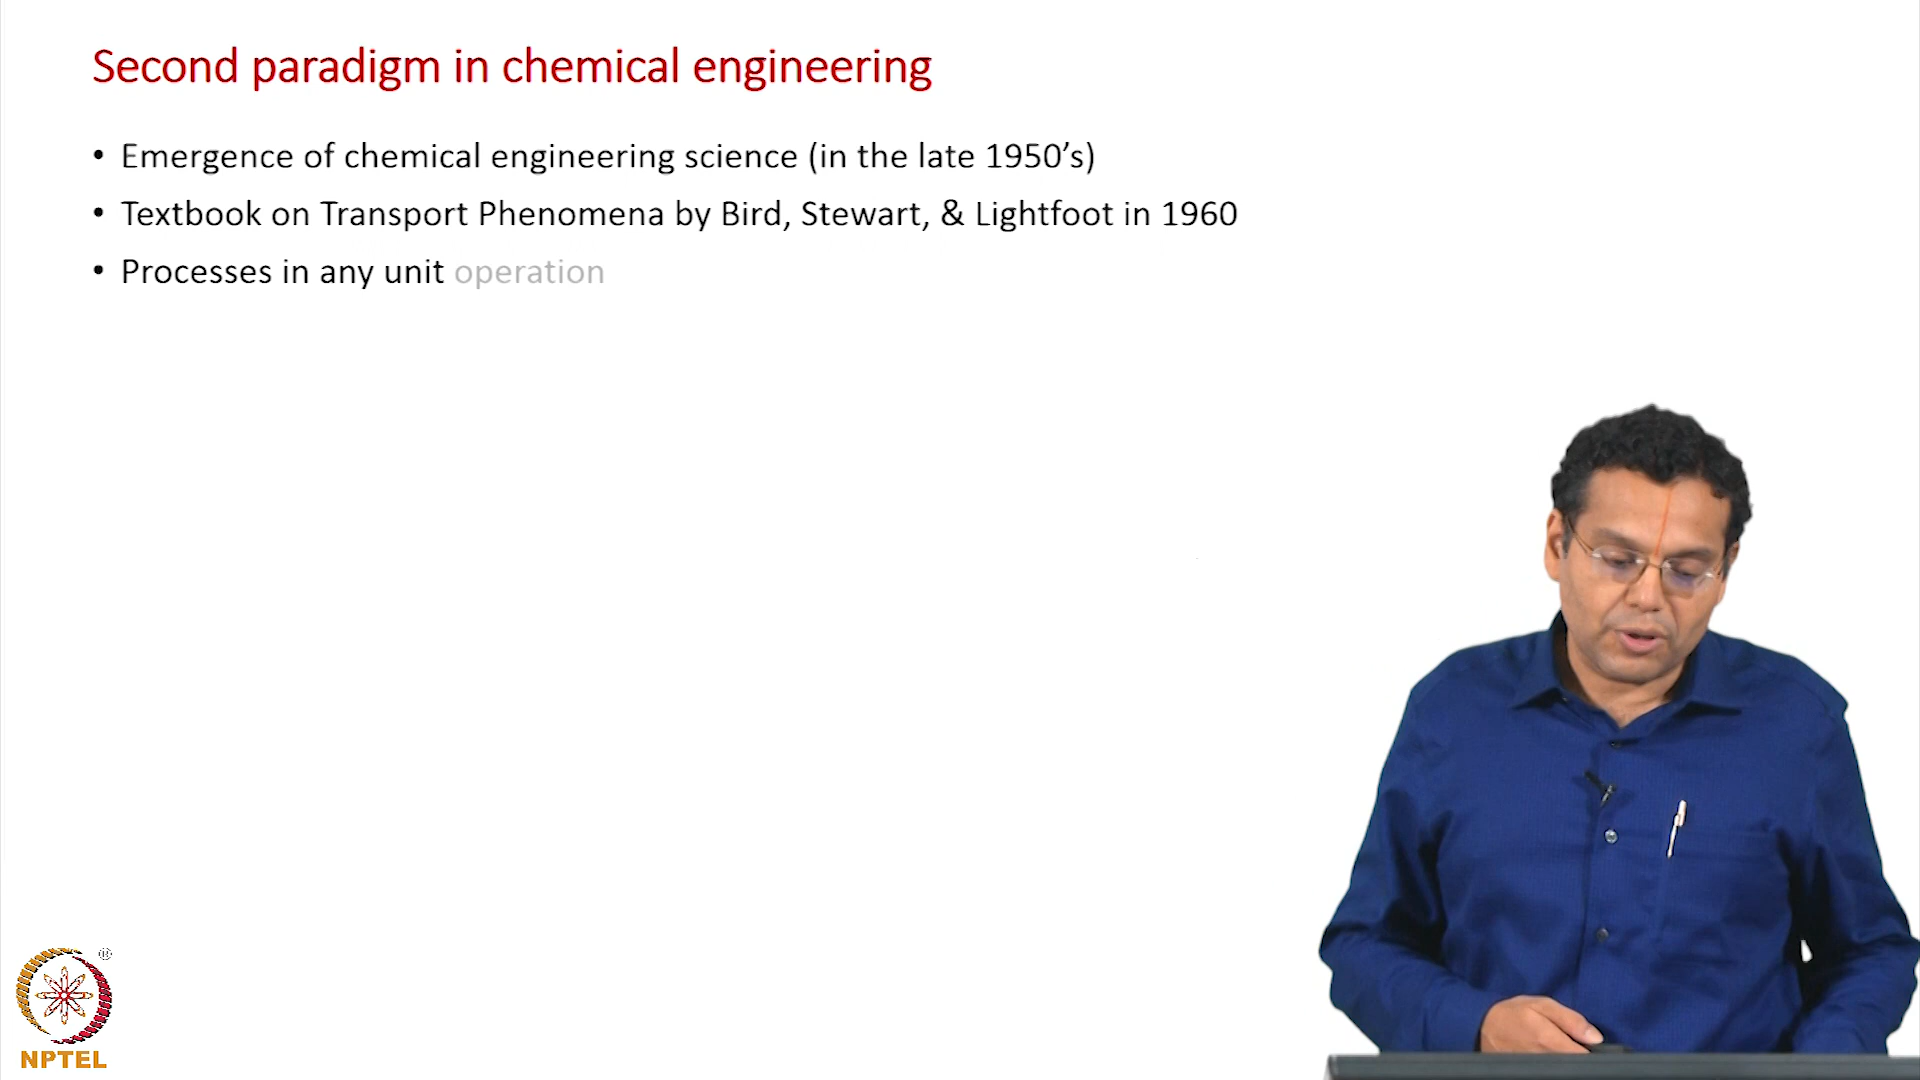 Second paradigm in chemical engineering
• Emergence of chemical engineering science (in the late 1950’s)
• Textbook on Transport Phenomena by Bird, Stewart, & Lightfoot in 1960
• Processes in any unit operation
®
NPTEL